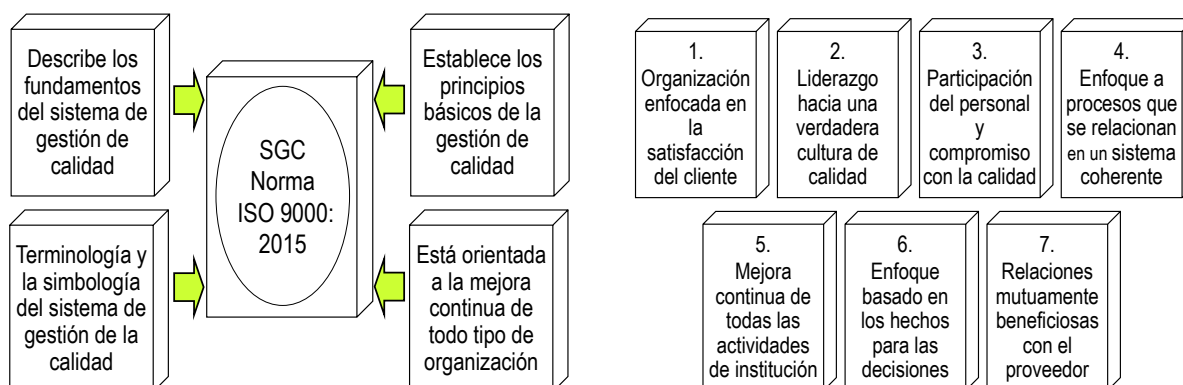 Describe los
fundamentos
del sistema de
gestión de
calidad
Establece los
principios
básicos de la
gestión de
calidad
SGC
Norma
ISO 9000:
2015
Terminología y
la simbología
del sistema de
gestión de la
calidad
Está orientada
a la mejora
continua de
todo tipo de
organización
1.
Organización
enfocada en
la
satisfacción
del cliente
2.
Liderazgo
hacia una
verdadera
cultura de
calidad
3.
Participación
del personal
y
compromiso
con la calidad
4.
Enfoque a
procesos que
se relacionan
en un sistema
coherente
5.
Mejora
continua de
todas las
actividades
de institución
6.
Enfoque
basado en
los hechos
para las
decisiones
7.
Relaciones
mutuamente
beneficiosas
con el
proveedor